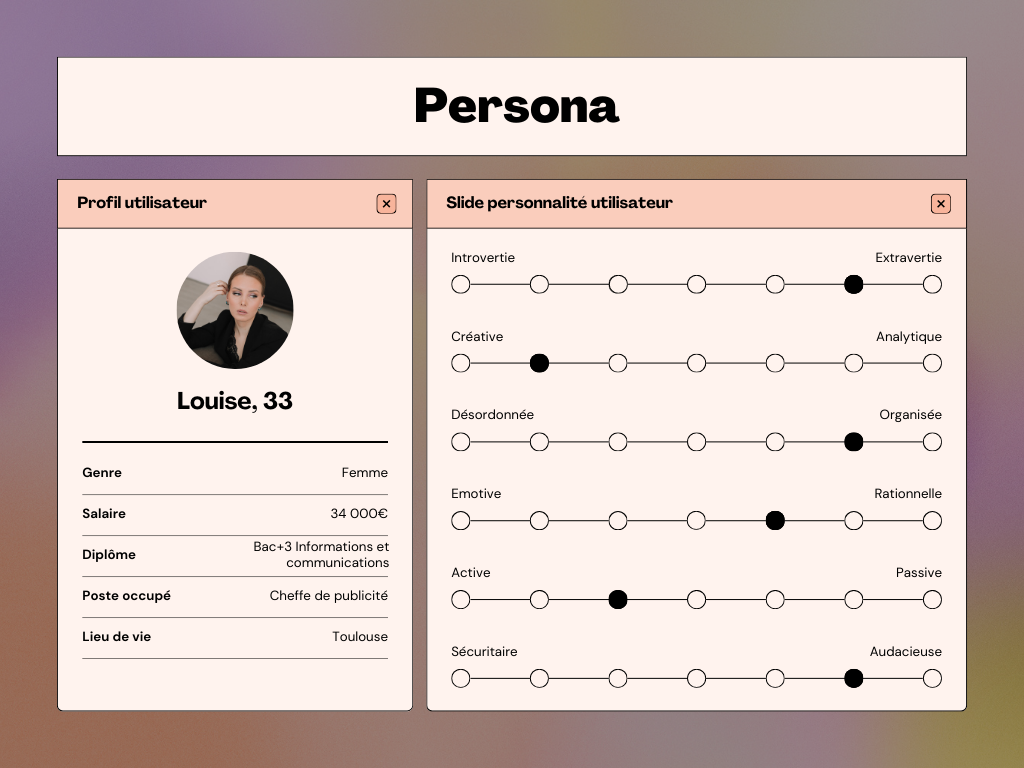 Persona
Profil utilisateur
Louise, 33
Genre Femme
Salaire 34 000€
Diplôme Bac+3 Informations et
communications
Poste occupé Cheffe de publicité
Lieu de vie Toulouse
Slide personnalité utilisateur
Introvertie Extravertie
Créative Analytique
Désordonnée Organisée
Emotive Rationnelle
Active Passive
Sécuritaire Audacieuse